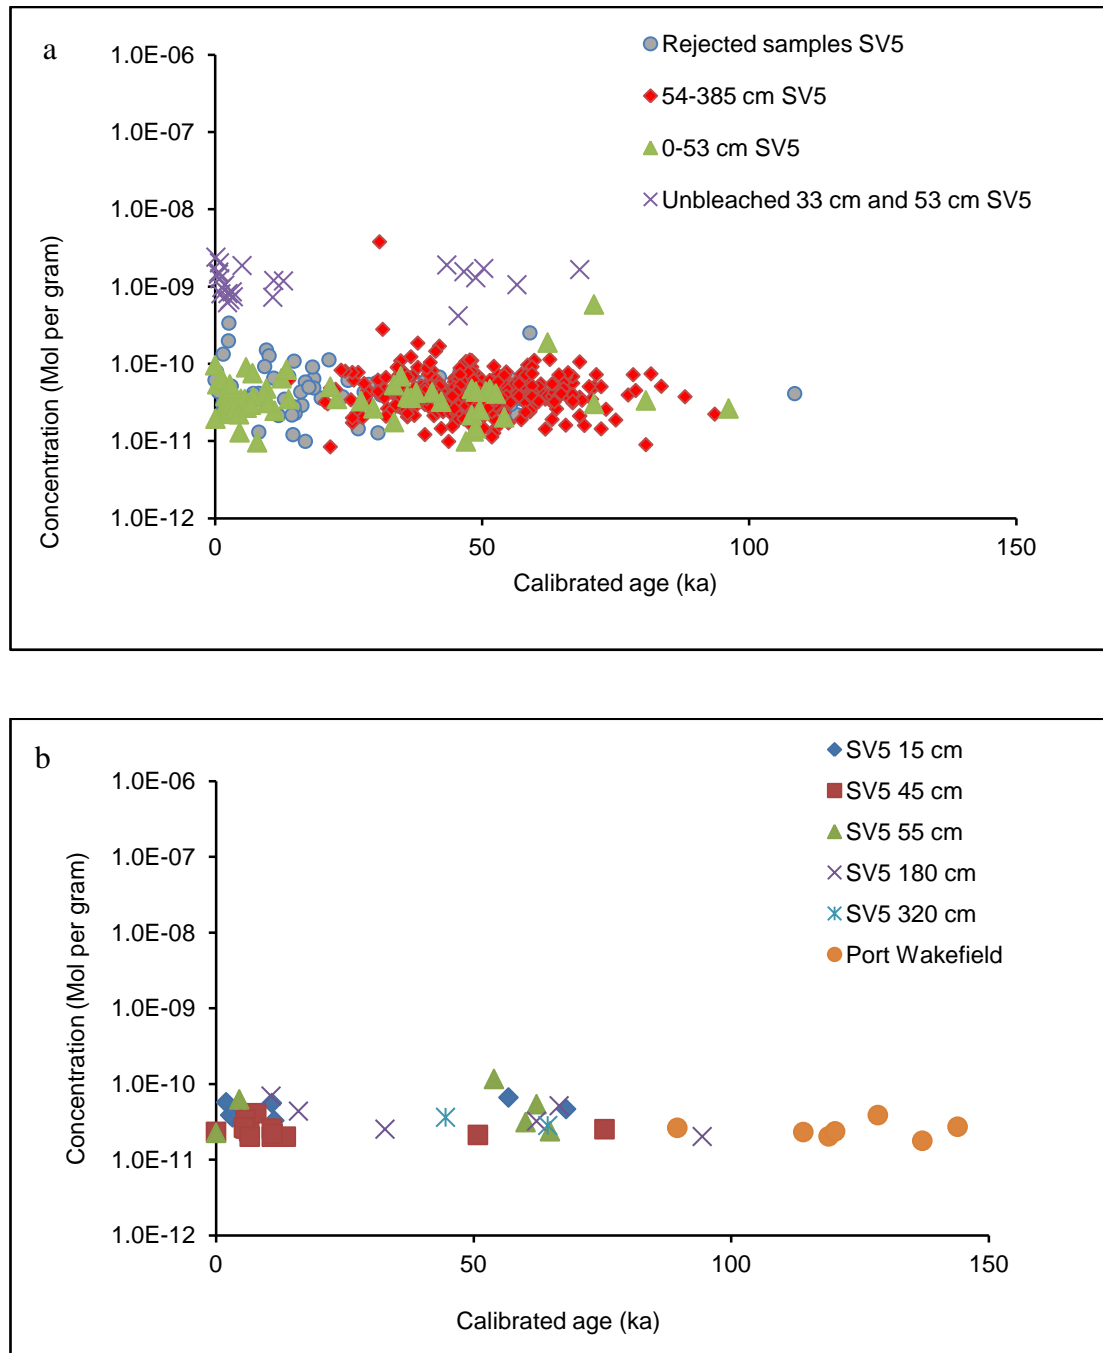 a
1.0E-06
1.0E-07
1.0E-08
1.0E-09
1.0E-10
1.0E-11
1.0E-12
Concentration (Mol per gram)
0
50
100
150
Calibrated age (ka)
Rejected samples SV5
54-385 cm SV5
0-53 cm SV5
Unbleached 33 cm and 53 cm SV5
b
1.0E-06
1.0E-07
1.0E-08
1.0E-09
1.0E-10
1.0E-11
1.0E-12
Concentration (Mol per gram)
0
50
100
150
Calibrated age (ka)
SV5 15 cm
SV5 45 cm
SV5 55 cm
SV5 180 cm
SV5 320 cm
Port Wakefield